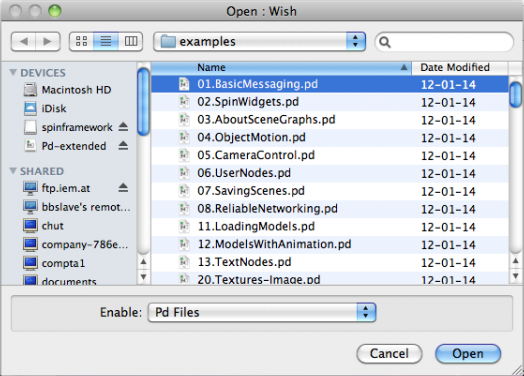 Open : Wish
examples
Name Date Modified
DEVICES
Macintosh HD
iDisk
spinframework
Pd-extended
SHARED
ftp.iem.at
bbslave's remot...
chut
company-786e...
compta1
documents
01.BasicMessaging.pd 12-01-14
02.SpinWidgets.pd 12-01-14
03.AboutSceneGraphs.pd 12-01-14
04.ObjectMotion.pd 12-01-14
05.CameraControl.pd 12-01-14
06.UserNodes.pd 12-01-14
07.SavingScenes.pd 12-01-14
08.ReliableNetworking.pd 12-01-14
11.LoadingModels.pd 12-01-14
12.ModelsWithAnimation.pd 12-01-14
13.TextNodes.pd 12-01-14
20.Textures-Image.pd 12-01-14
Enable: Pd Files
Cancel Open